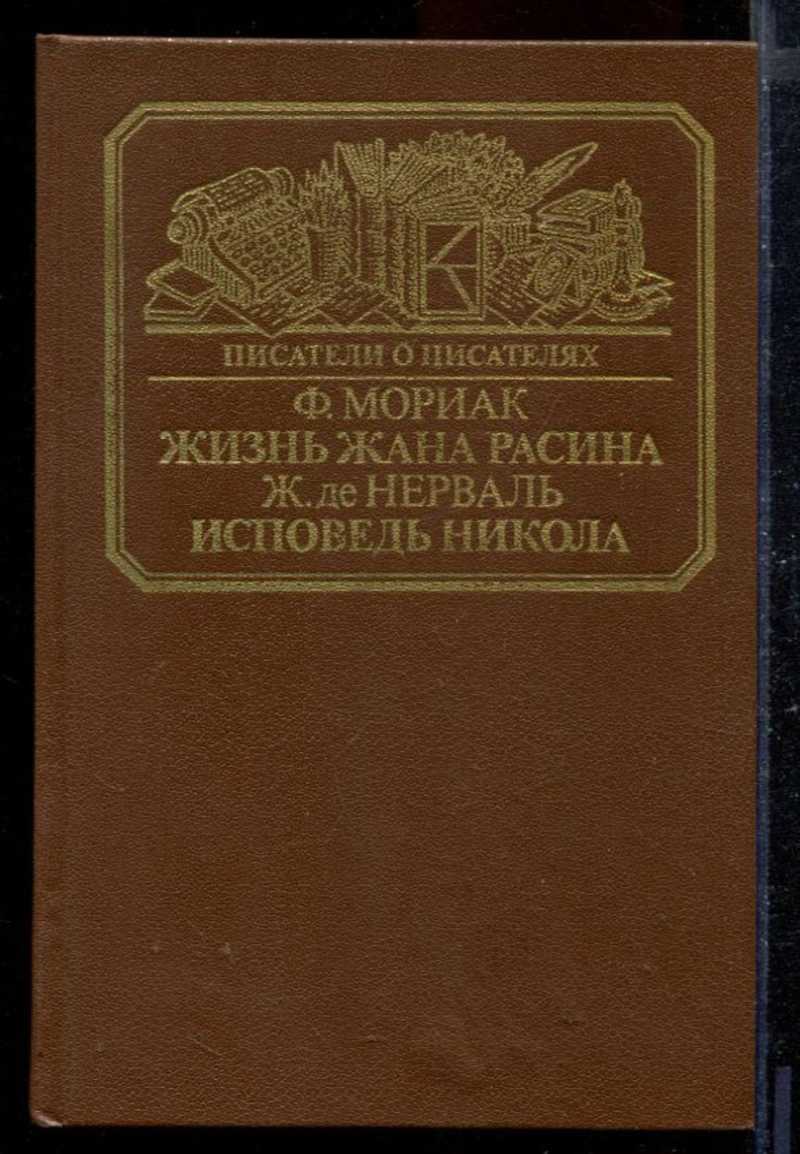 ПИСАТЕЛИ О ПИСАТЕЛЯХ
Ф. МОРИАК
ЖИЗНЬ ЖАНА РАСИНА
Ж. де НЕРВАЛЬ
ИСПОВЕДЬ НИКОЛА